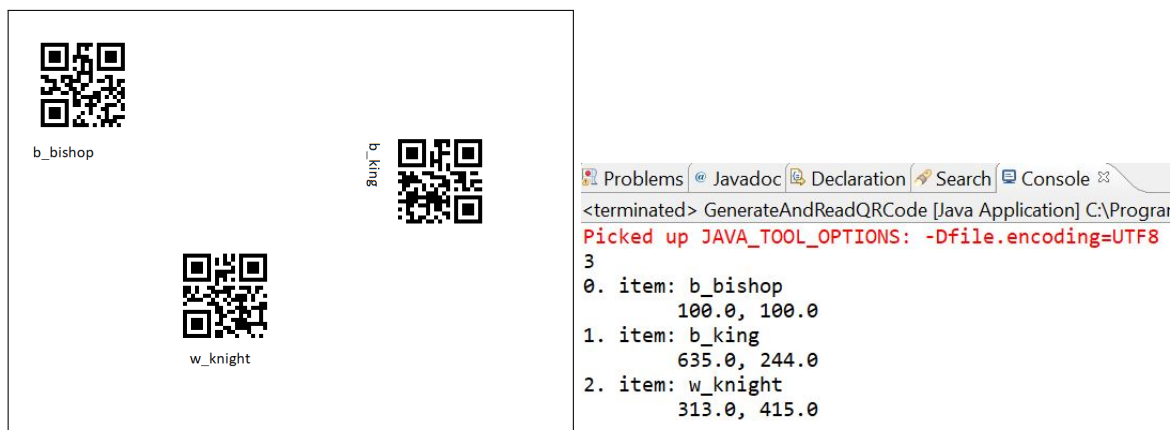 b_bishop
b_king
w_knight
Problems @ Javadoc Declaration Search Console
<terminated> GenerateAndReadQRCode [Java Application] C:\Progran
Picked up JAVA_TOOL_OPTIONS: -Dfile.encoding=UTF8
3
0. item: b_bishop
100.0, 100.0
1. item: b_king
635.0, 244.0
2. item: w_knight
313.0, 415.0